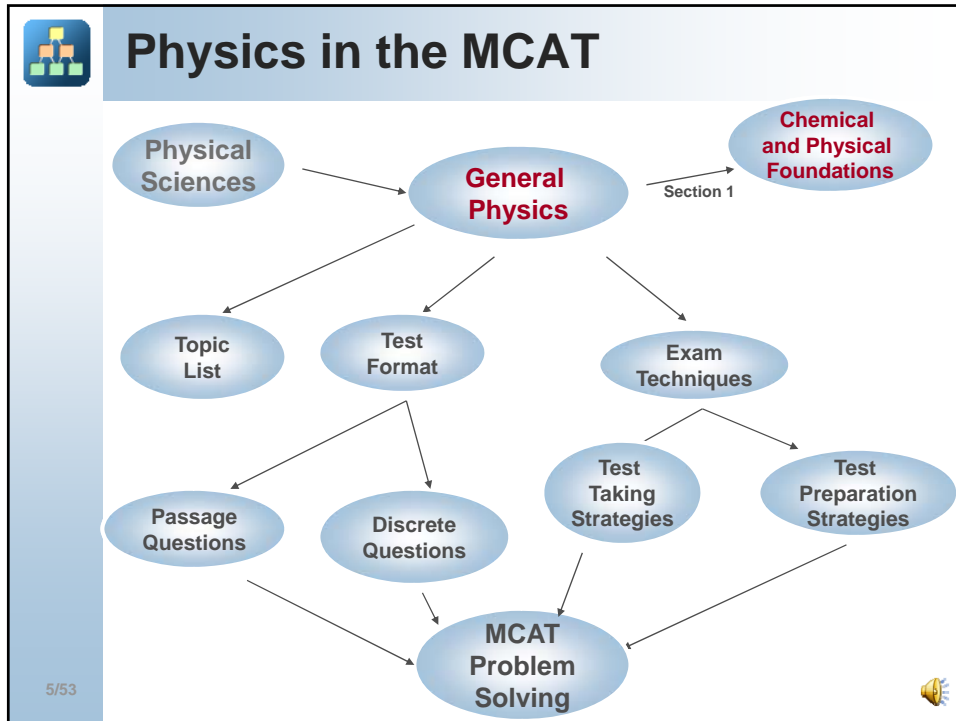 Physics in the MCAT
Physical
Sciences
General
Physics
Section 1
Chemical
and Physical
Foundations
Topic
List
Test
Format
Exam
Techniques
Passage
Questions
Discrete
Questions
Test
Taking
Strategies
Test
Preparation
Strategies
MCAT
Problem
Solving
5/53